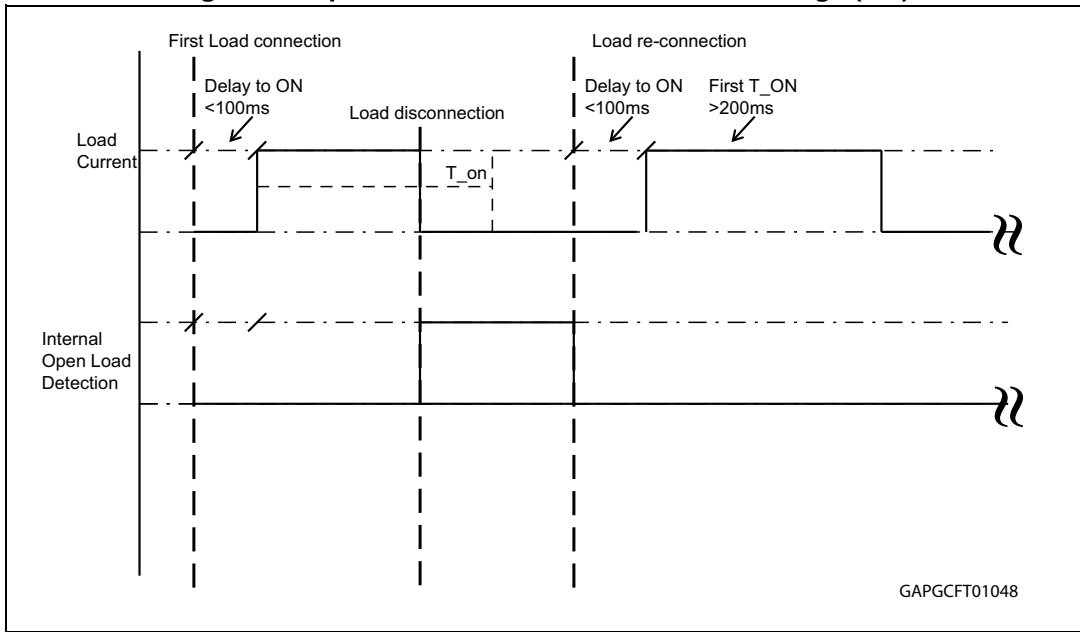 First Load connection
Load re-connection
Delay to ON
<100ms
Delay to ON
<100ms
First T_ON
>200ms
Load disconnection
Load
Current
T_on
Internal
Open Load
Detection
GAPGCFT01048